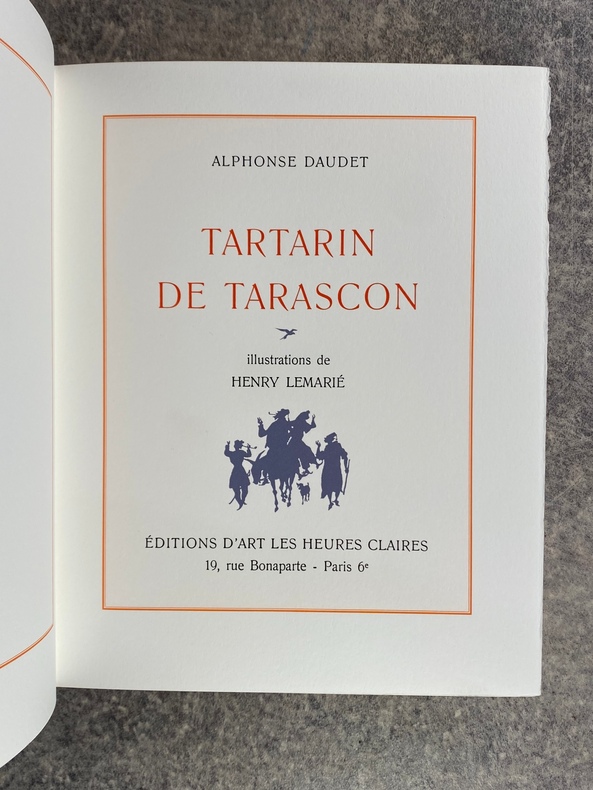 ALPHONSE DAUDET
TARTARIN
DE TARASCON
illustrations de
HENRY LEMARIÉ
ÉDITIONS D'ART LES HEURES CLAIRES
19, rue Bonaparte - Paris 6e